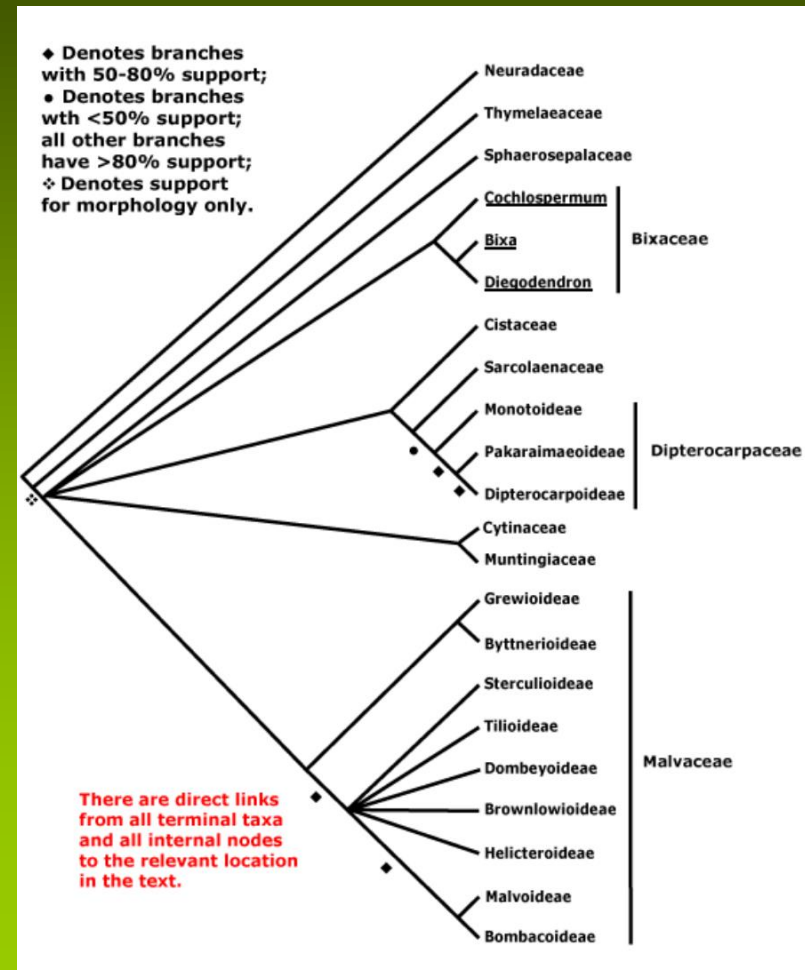 ◆ Denotes branches
with 50-80% support;
● Denotes branches
wth <50% support;
all other branches
have >80% support;
❖ Denotes support
for morphology only.
Neuradaceae
Thymelaeaceae
Sphaerosepalaceae
Cochlospermum
Bixa
Diegodendron
Bixaceae
Cistaceae
Sarcolaenaceae
Monotoideae
Pakaraimaeoideae
Dipterocarpoideae
Dipterocarpaceae
Cytinaceae
Muntingiaceae
Grewioideae
Byttnerioideae
Sterculioideae
Tilioideae
Dombeyoideae
Brownlowioideae
Helicteroideae
Malvoideae
Bombacoideae
Malvaceae
There are direct links
from all terminal taxa
and all internal nodes
to the relevant location
in the text.